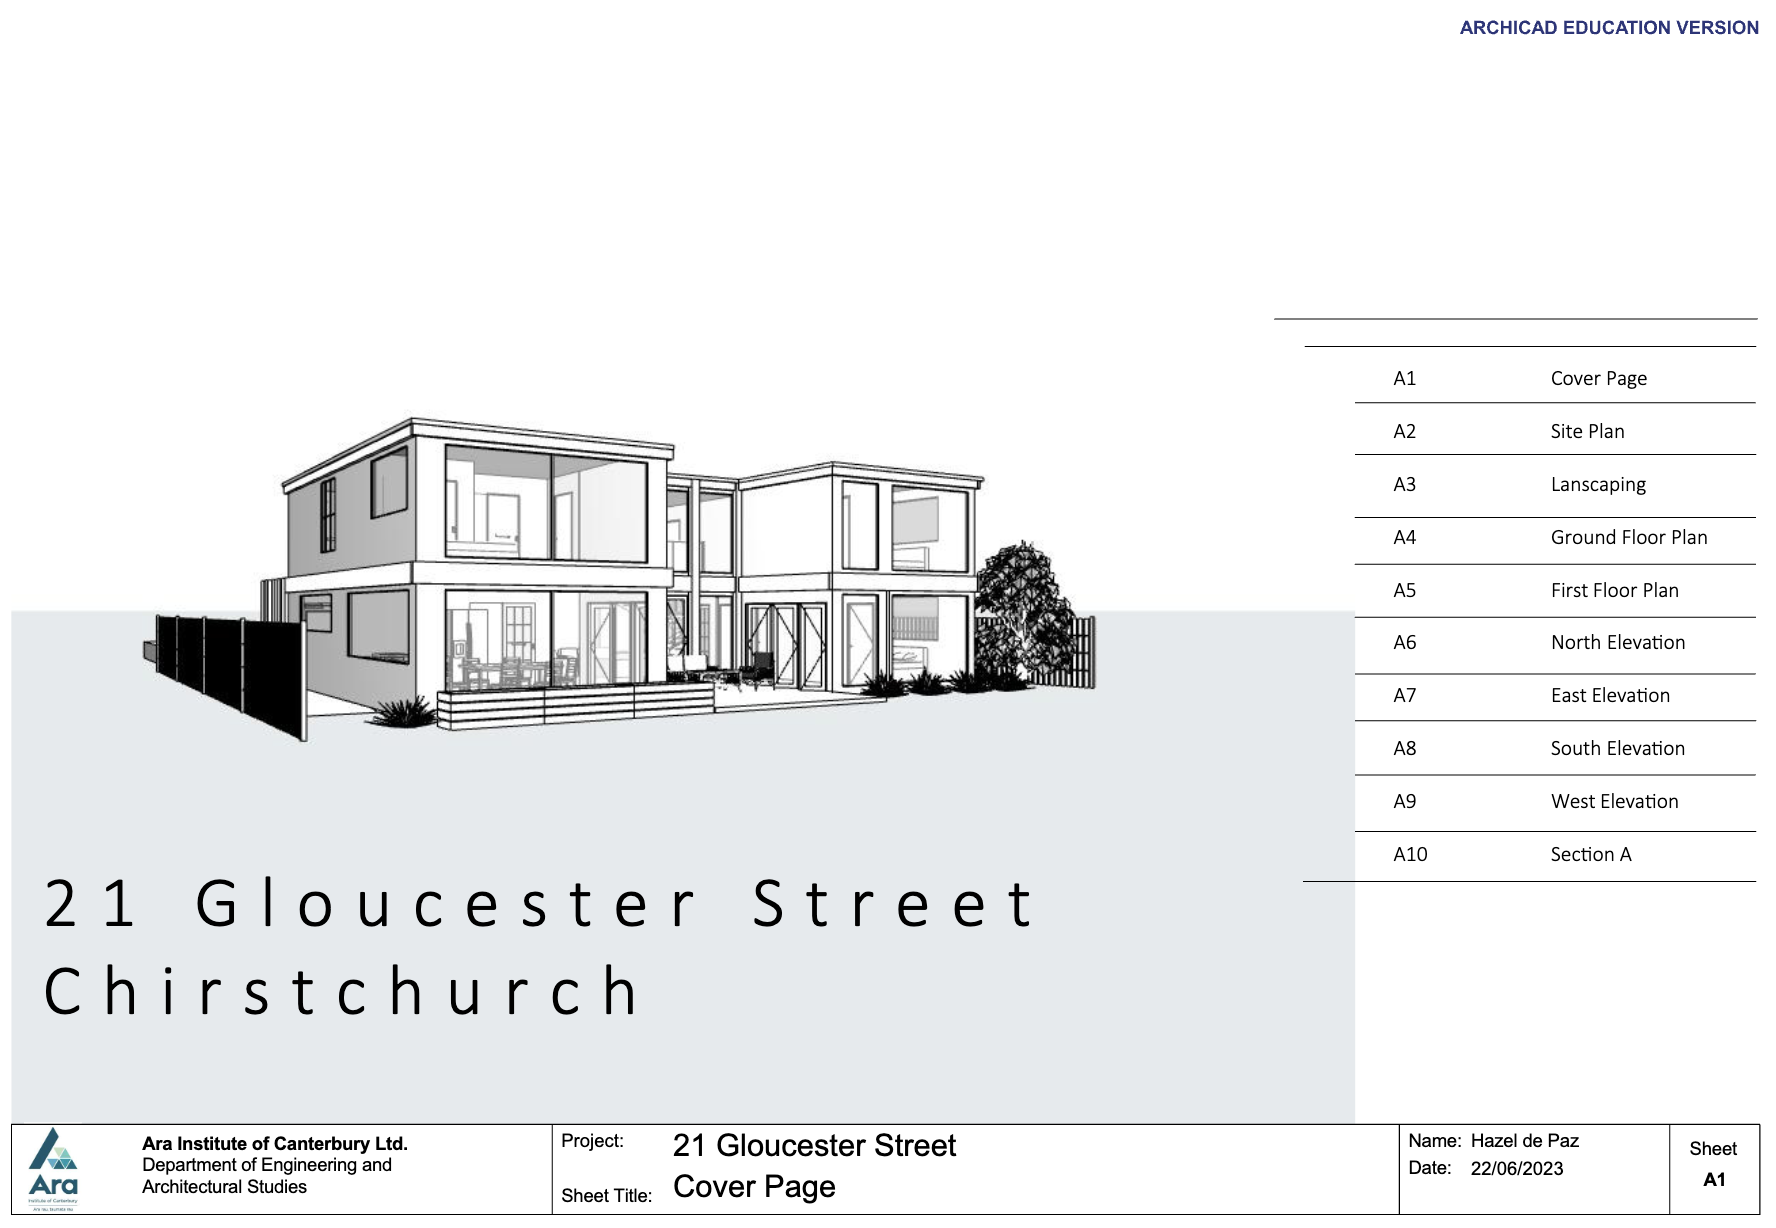 ARCHICAD EDUCATION VERSION
A1 Cover Page
A2 Site Plan
A3 Lanscaping
A4 Ground Floor Plan
A5 First Floor Plan
A6 North Elevation
A7 East Elevation
A8 South Elevation
A9 West Elevation
A10 Section A
21 Gloucester Street
Chirstchurch
Ara
Institute of Canterbury
Ara Institute of Canterbury Ltd.
Department of Engineering and
Architectural Studies
Project: 21 Gloucester Street
Sheet Title: Cover Page
Name: Hazel de Paz
Date: 22/06/2023
Sheet
A1